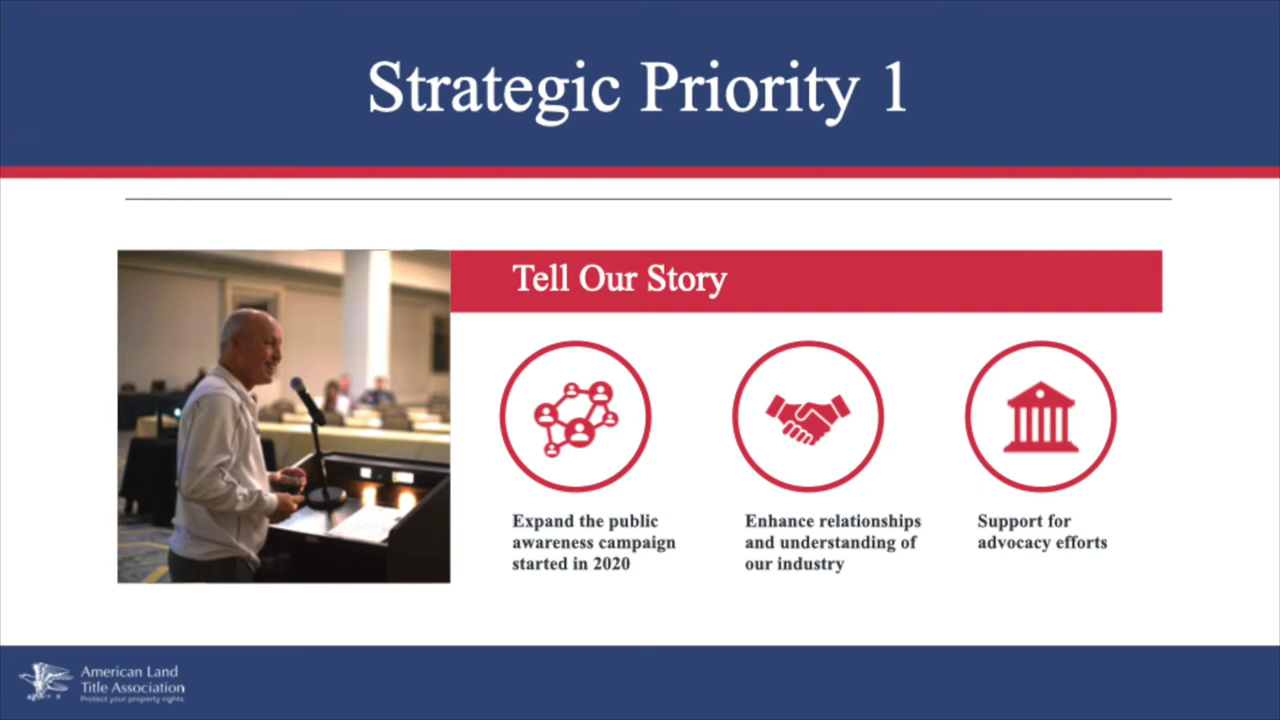 Strategic Priority 1
Tell Our Story
Expand the public
awareness campaign
started in 2020
Enhance relationships
and understanding of
our industry
Support for
advocacy efforts
American Land
Title Association
Protect your property rights